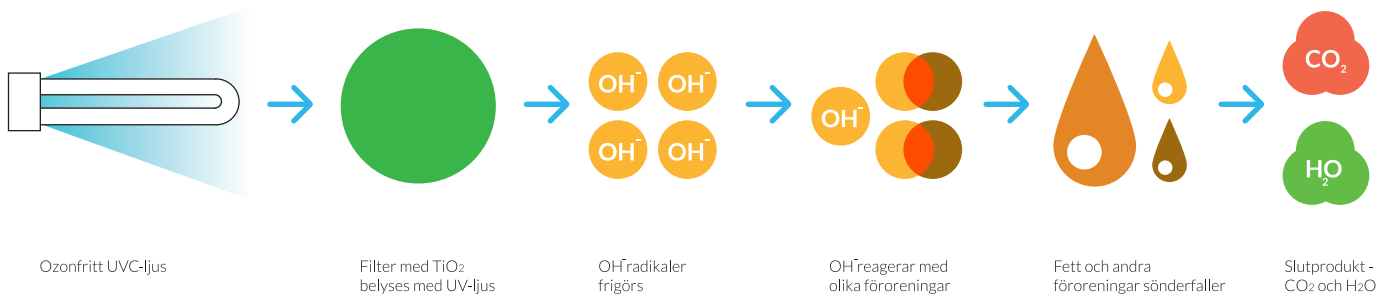 OH⁻ OH⁻
OH⁻ OH⁻
OH⁻
CO₂
H₂O
Ozonfritt UVC-ljus
Filter med TiO₂
belyses med UV-ljus
OH⁻radikaler
frigörs
OH⁻reagerar med
olika föroreningar
Fett och andra
föroreningar sönderfaller
Slutprodukt -
CO₂ och H₂O